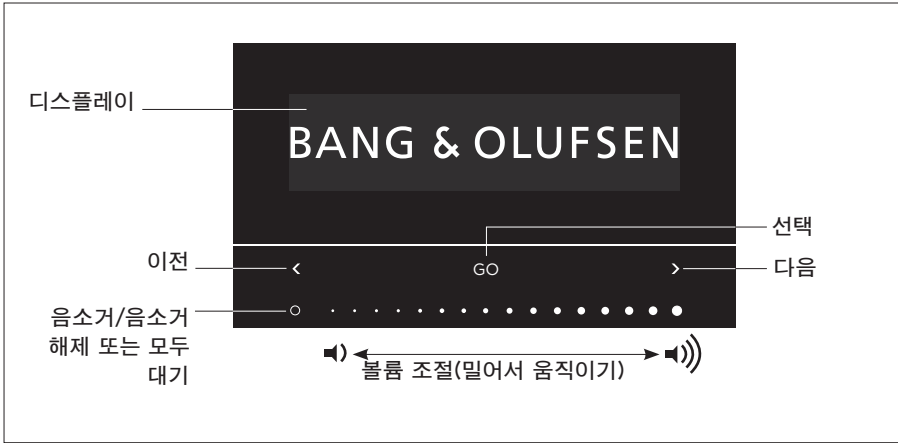 디스플레이
BANG & OLUFSEN
선택
이전
< GO >
다음
음소거/음소거
해제 또는 모두
대기
볼륨 조절(밀어서 움직이기)